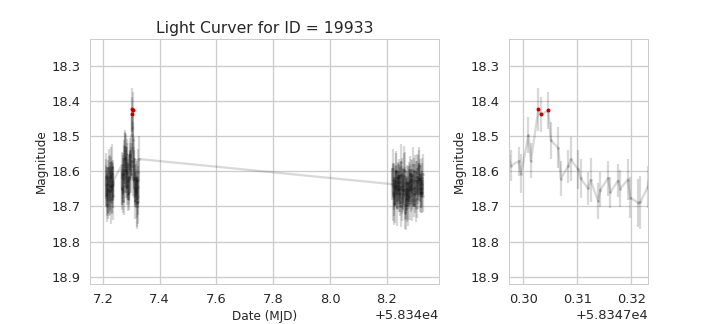 Light Curver for ID = 19933
Magnitude
18.3
18.4
18.5
18.6
18.7
18.8
18.9
7.2 7.4 7.6 7.8 8.0 8.2
Date (MJD)
+5.834e4
Magnitude
18.3
18.4
18.5
18.6
18.7
18.8
18.9
0.30 0.31 0.32
+5.8347e4